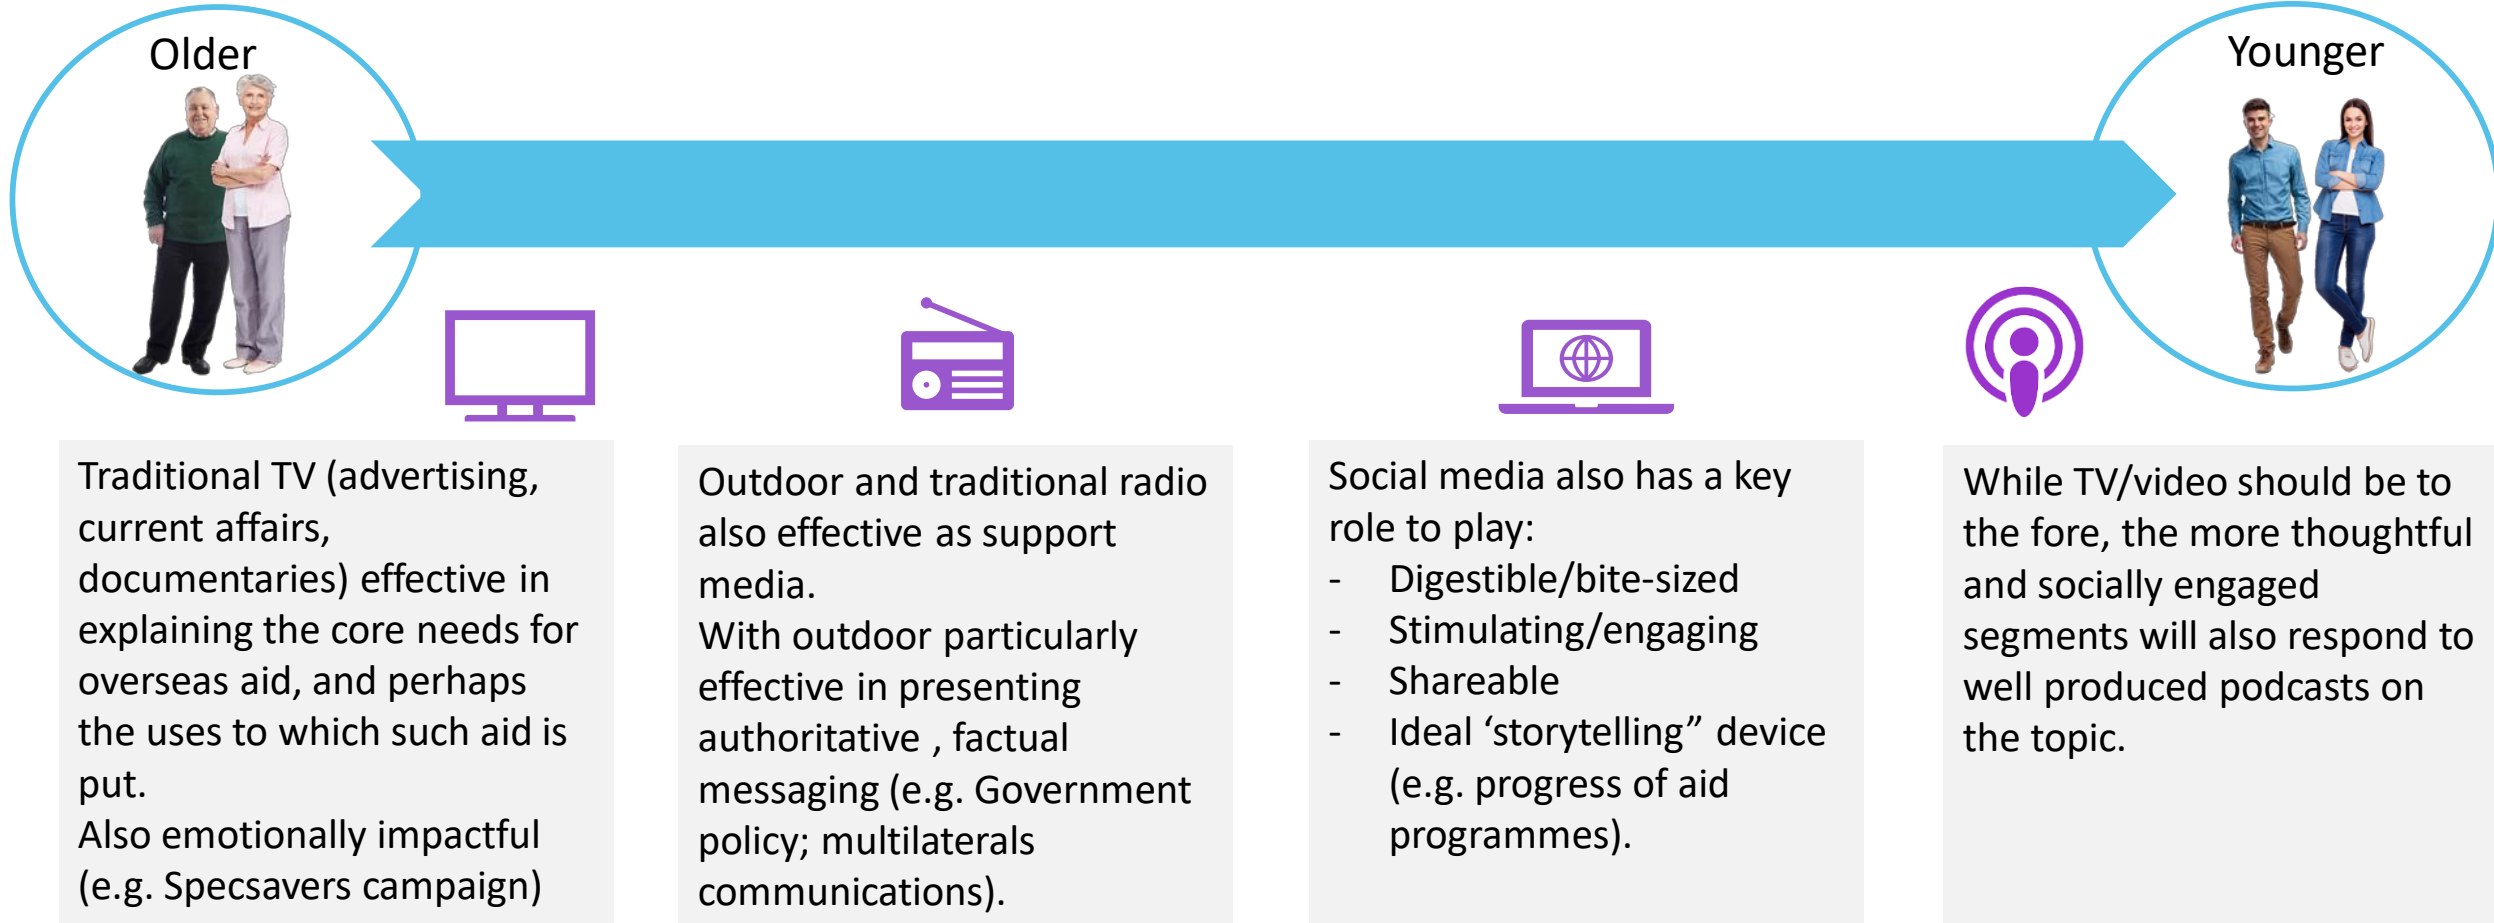 Older
Younger
Traditional TV (advertising,
current affairs,
documentaries) effective in
explaining the core needs for
overseas aid, and perhaps
the uses to which such aid is
put.
Also emotionally impactful
(e.g. Specsavers campaign)
Outdoor and traditional radio
also effective as support
media.
With outdoor particularly
effective in presenting
authoritative , factual
messaging (e.g. Government
policy; multilaterals
communications).
Social media also has a key
role to play:
- Digestible/bite-sized
- Stimulating/engaging
- Shareable
- Ideal ‘storytelling” device
(e.g. progress of aid
programmes).
While TV/video should be to
the fore, the more thoughtful
and socially engaged
segments will also respond to
well produced podcasts on
the topic.